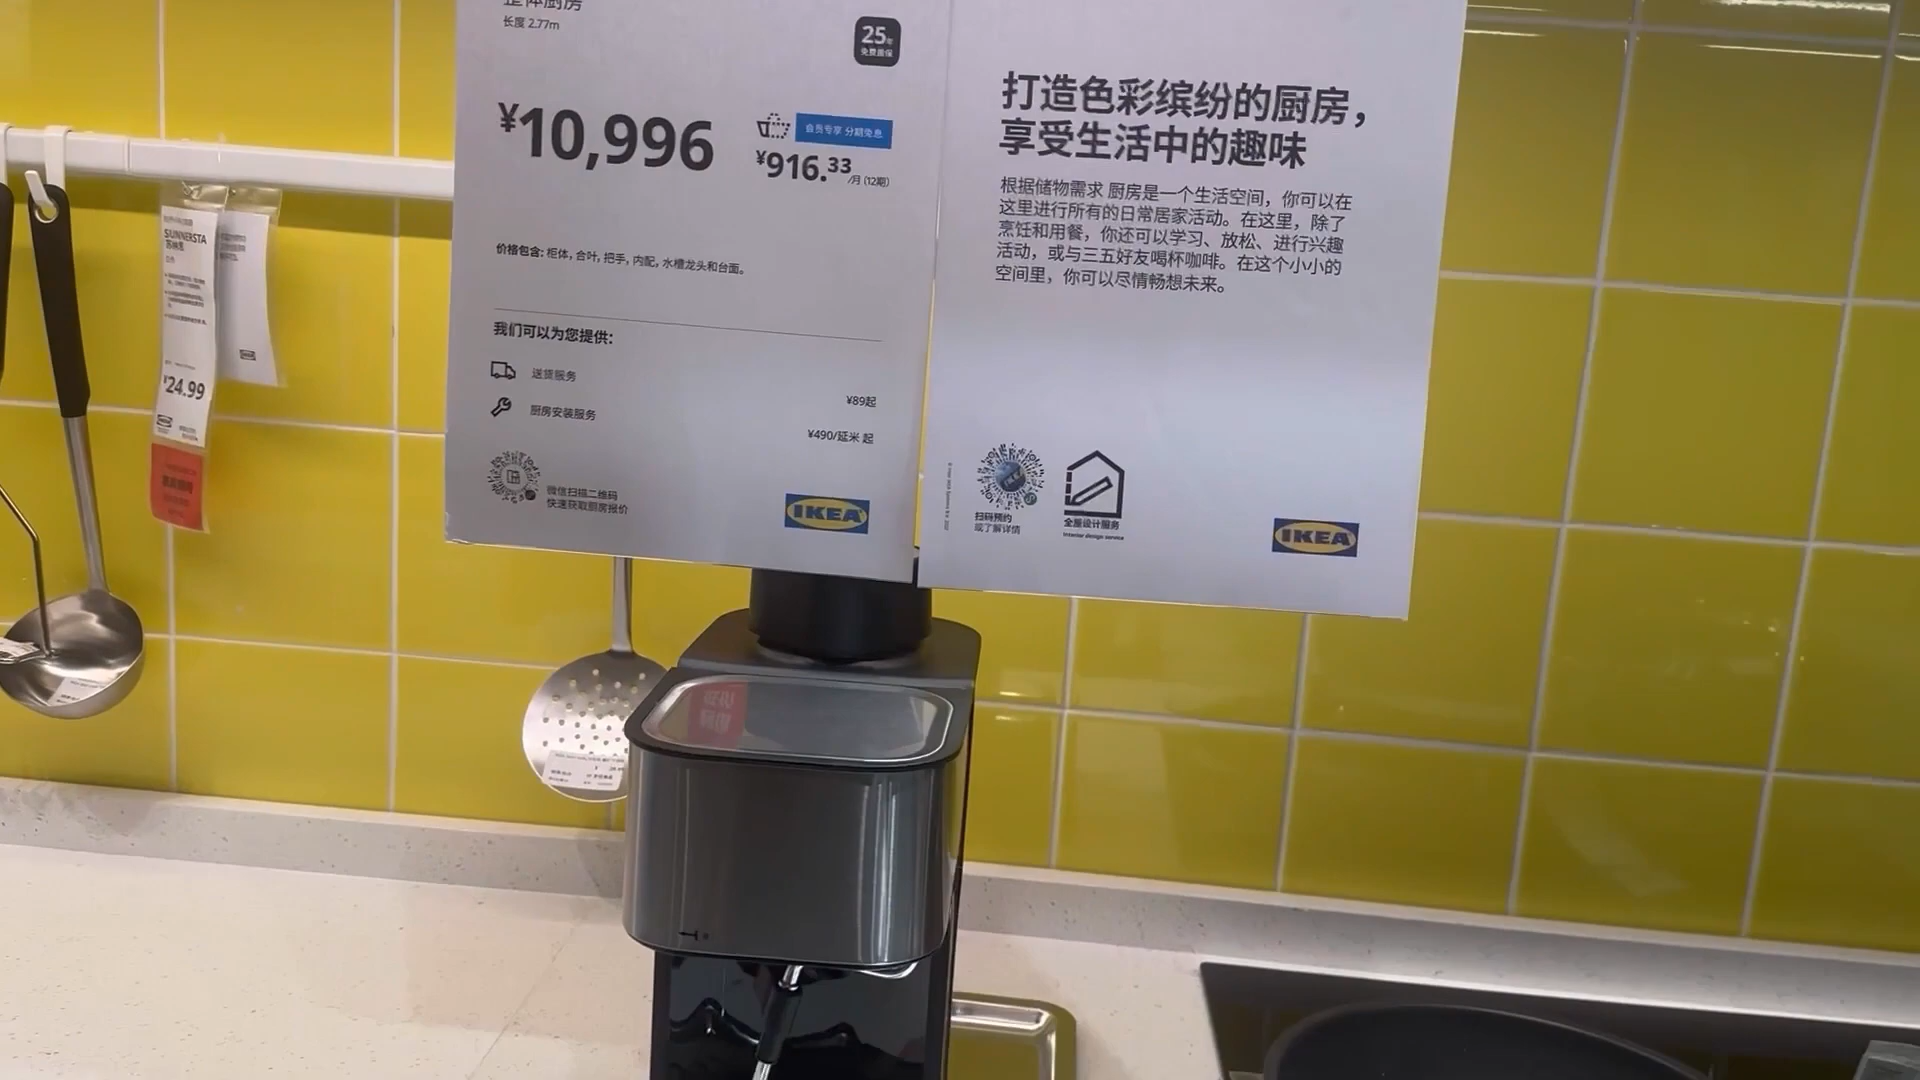 整体厨房
长度 2.77m
25年
免费质保
¥10,996
会员专享 分期免息
¥916.33/月 (12期)
价格包含: 柜体, 合叶, 把手, 内配, 水槽龙头和台面。
我们可以为您提供:
送货服务
¥89起
厨房安装服务
¥490/延米 起
微信扫描二维码
快速获取厨房报价
IKEA
打造色彩缤纷的厨房，
享受生活中的趣味
根据储物需求 厨房是一个生活空间，你可以在
这里进行所有的日常居家活动。在这里，除了
烹饪和用餐，你还可以学习、放松、进行兴趣
活动，或与三五好友喝杯咖啡。在这个小小的
空间里，你可以尽情畅想未来。
扫码预约
或了解详情
全屋设计服务
Interior design service
IKEA
SUNNERSTA
¥24.99
IKEA
IKEA